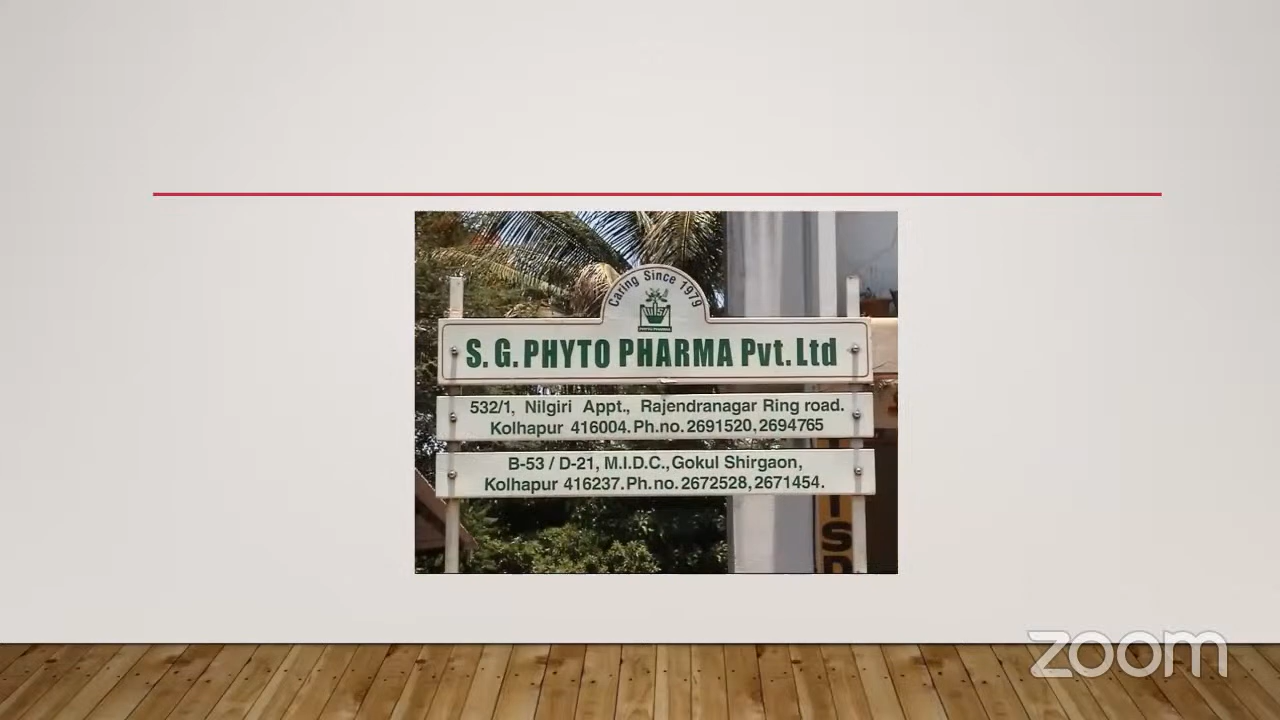 Caring Since 1979
S. G. PHYTO PHARMA Pvt. Ltd
532/1, Nilgiri Appt., Rajendranagar Ring road.
Kolhapur 416004. Ph. no. 2691520, 2694765
B-53 / D-21, M.I.D.C., Gokul Shirgaon,
Kolhapur 416237. Ph. no. 2672528, 2671454.
zoom